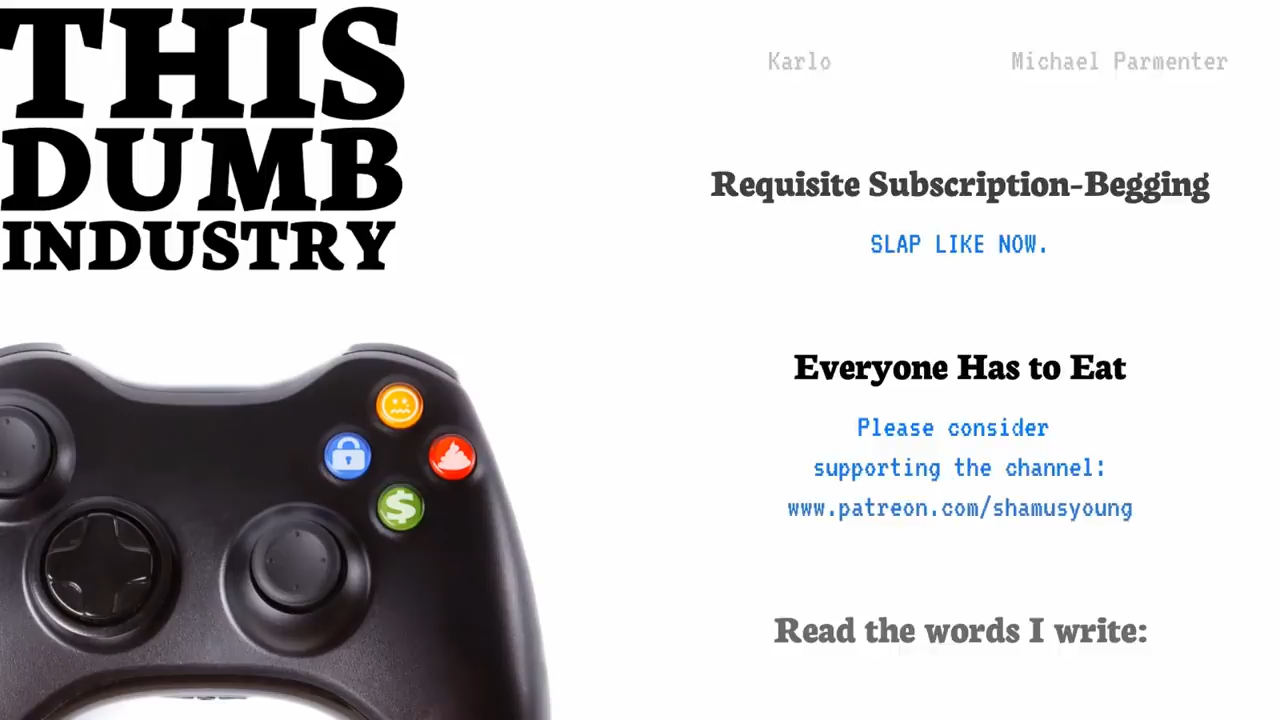 THIS
DUMB
INDUSTRY
Karlo Michael Parmenter
Requisite Subscription-Begging
SLAP LIKE NOW.
Everyone Has to Eat
Please consider
supporting the channel:
www.patreon.com/shamusyoung
Read the words I write:
$